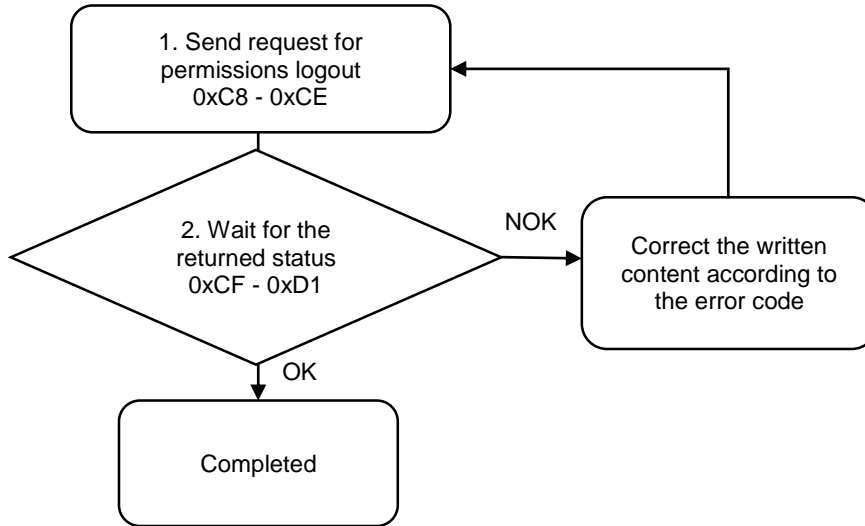 1. Send request for
permissions logout
0xC8 - 0xCE
2. Wait for the
returned status
0xCF - 0xD1
NOK
Correct the written
content according to
the error code
OK
Completed